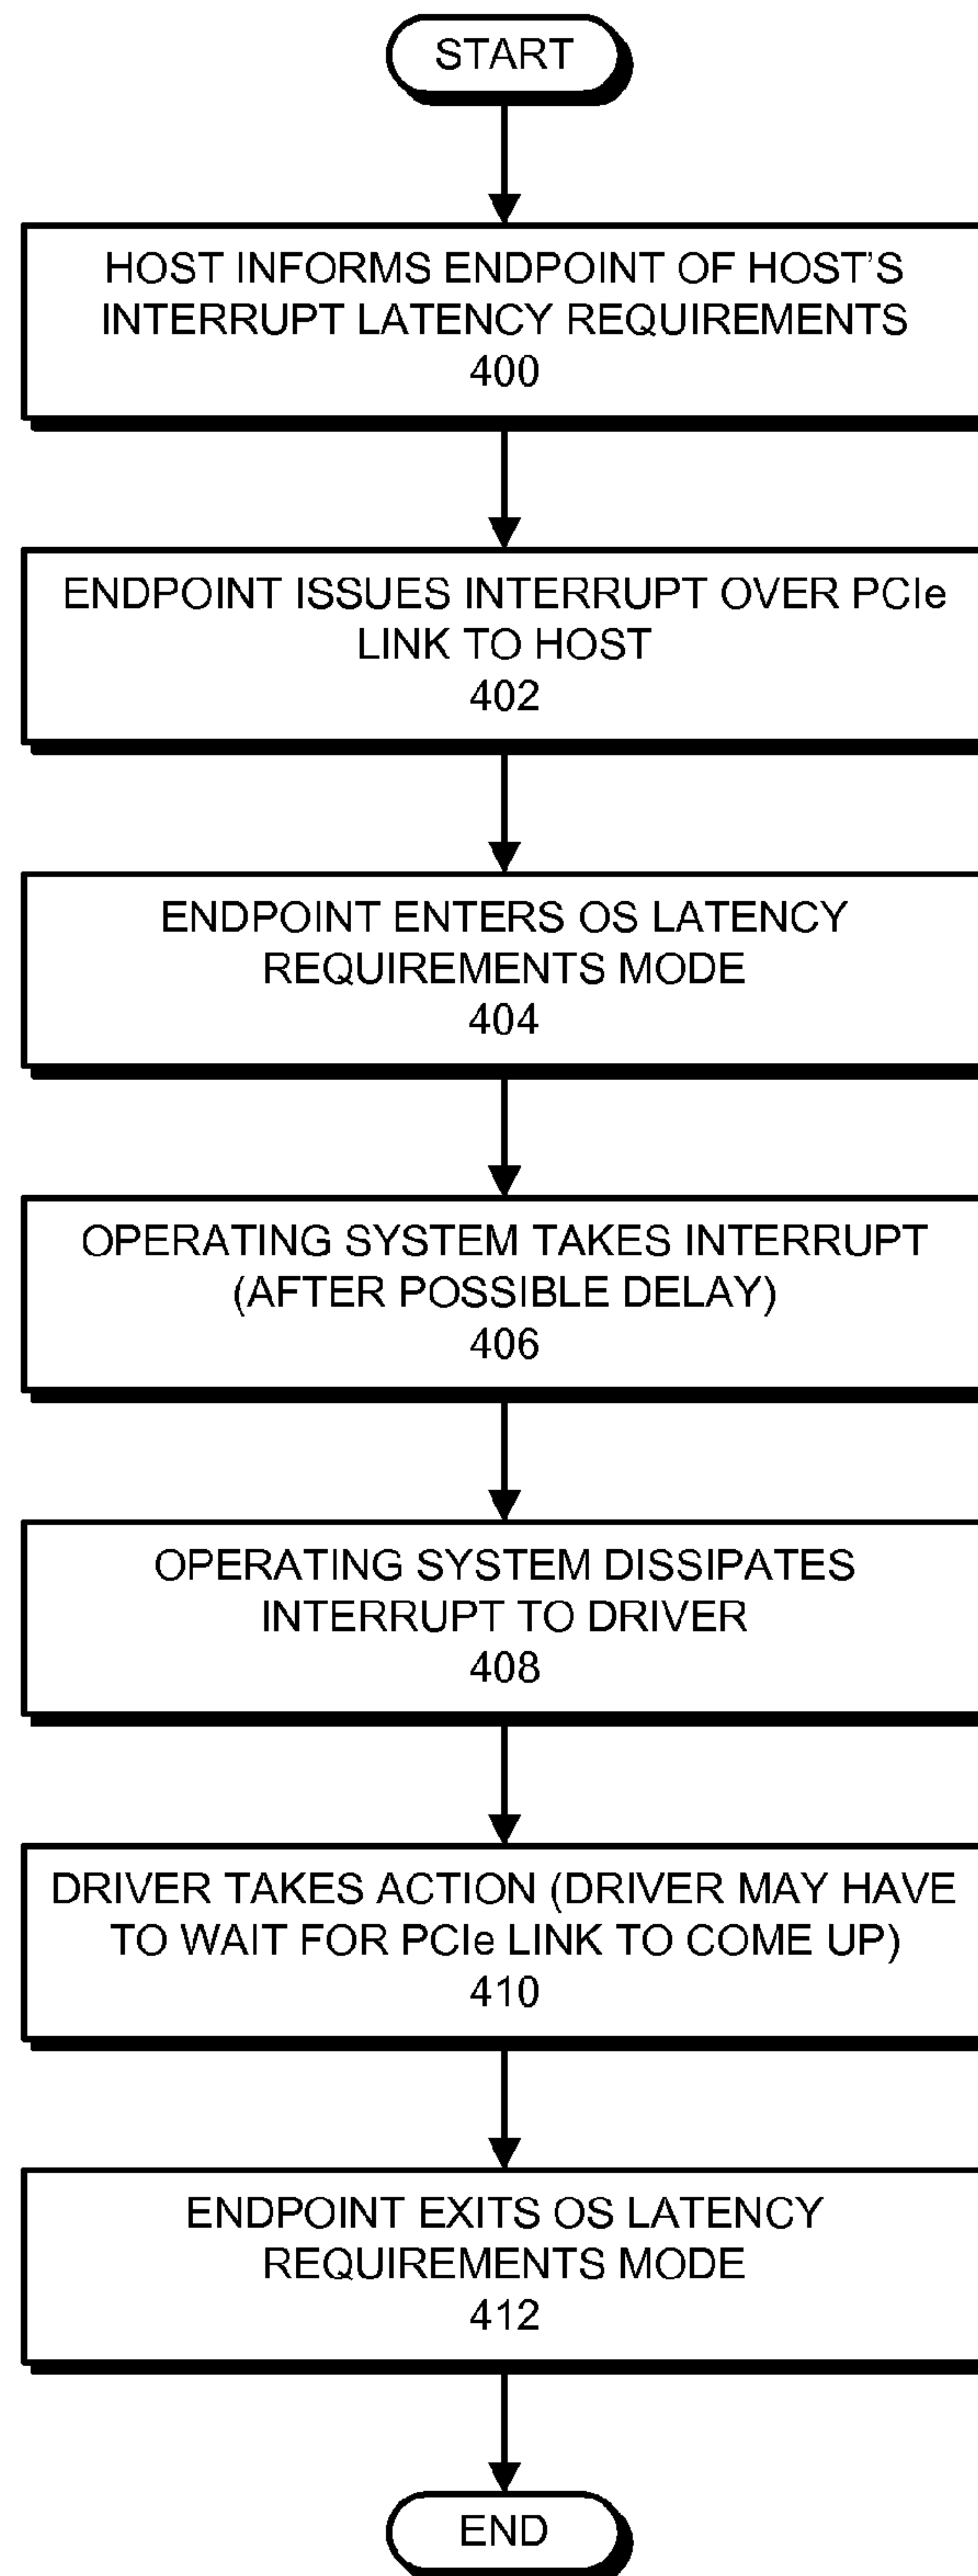 START
HOST INFORMS ENDPOINT OF HOST'S
INTERRUPT LATENCY REQUIREMENTS
400
ENDPOINT ISSUES INTERRUPT OVER PCIe
LINK TO HOST
402
ENDPOINT ENTERS OS LATENCY
REQUIREMENTS MODE
404
OPERATING SYSTEM TAKES INTERRUPT
(AFTER POSSIBLE DELAY)
406
OPERATING SYSTEM DISSIPATES
INTERRUPT TO DRIVER
408
DRIVER TAKES ACTION (DRIVER MAY HAVE
TO WAIT FOR PCIe LINK TO COME UP)
410
ENDPOINT EXITS OS LATENCY
REQUIREMENTS MODE
412
END